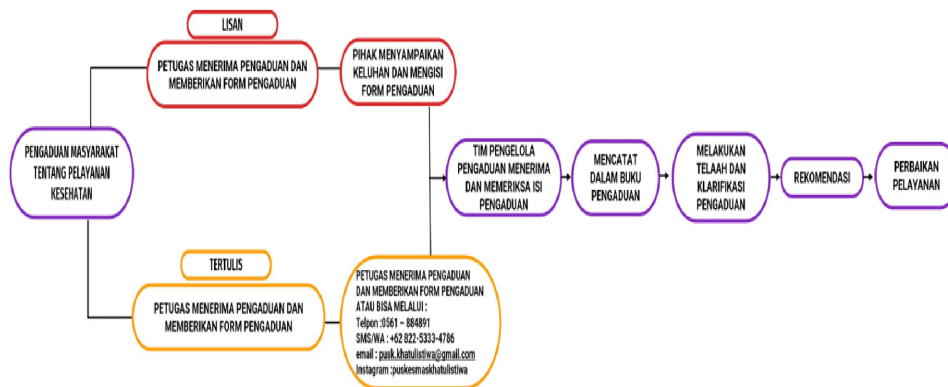 LISAN
PETUGAS MENERIMA PENGADUAN DAN
MEMBERIKAN FORM PENGADUAN
PIHAK MENYAMPAIKAN
KELUHAN DAN MENGISI
FORM PENGADUAN
PENGADUAN MASYARAKAT
TENTANG PELAYANAN
KESEHATAN
TIM PENGELOLA
PENGADUAN MENERIMA
DAN MEMERIKSA ISI
PENGADUAN
MENCATAT
DALAM BUKU
PENGADUAN
MELAKUKAN
TELAAH DAN
KLARIFIKASI
PENGADUAN
REKOMENDASI
PERBAIKAN
PELAYANAN
TERTULIS
PETUGAS MENERIMA PENGADUAN DAN
MEMBERIKAN FORM PENGADUAN
PETUGAS MENERIMA PENGADUAN
DAN MEMBERIKAN FORM PENGADUAN
ATAU BISA MELALUI :
Telpon :0561 – 884891
SMS/WA : +62 822-5333-4786
email : pusk.khatulistiwa@gmail.com
Instagram :puskesmaskhatulistiwa